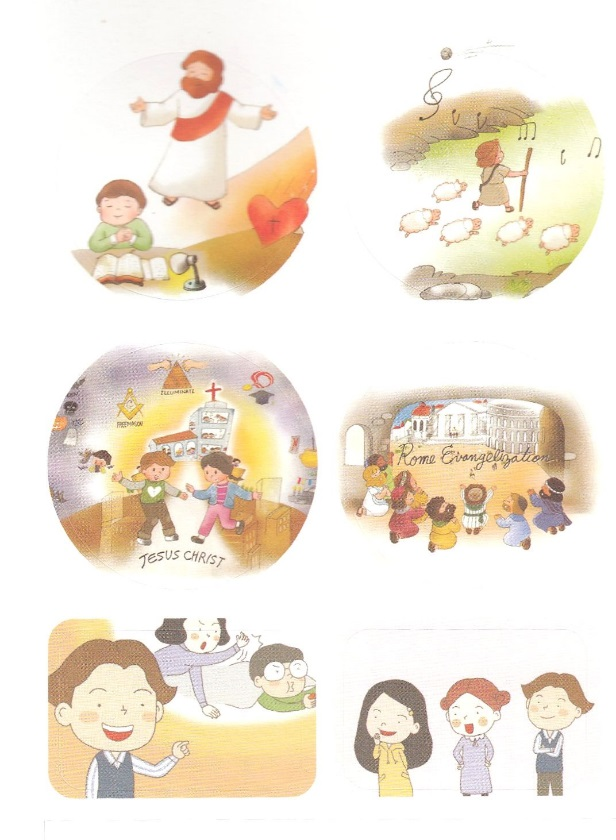 ILLUMINATI
FREEMASON
Rome Evangelization
JESUS CHRIST